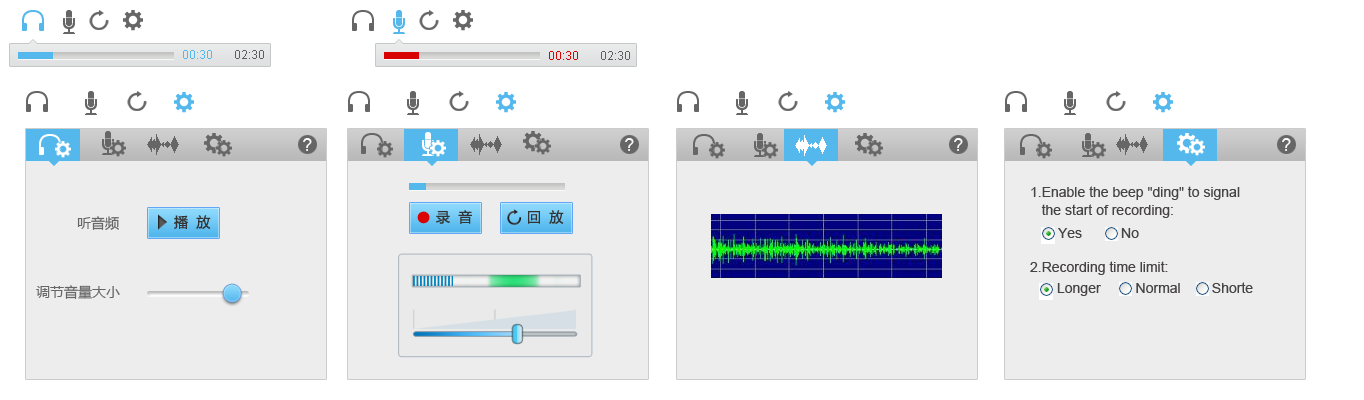 00:30 02:30
00:30 02:30
?
听音频
播放
调节音量大小
?
录音
回放
?
?
1.Enable the beep "ding" to signal
the start of recording:
Yes No
2.Recording time limit:
Longer Normal Shorte